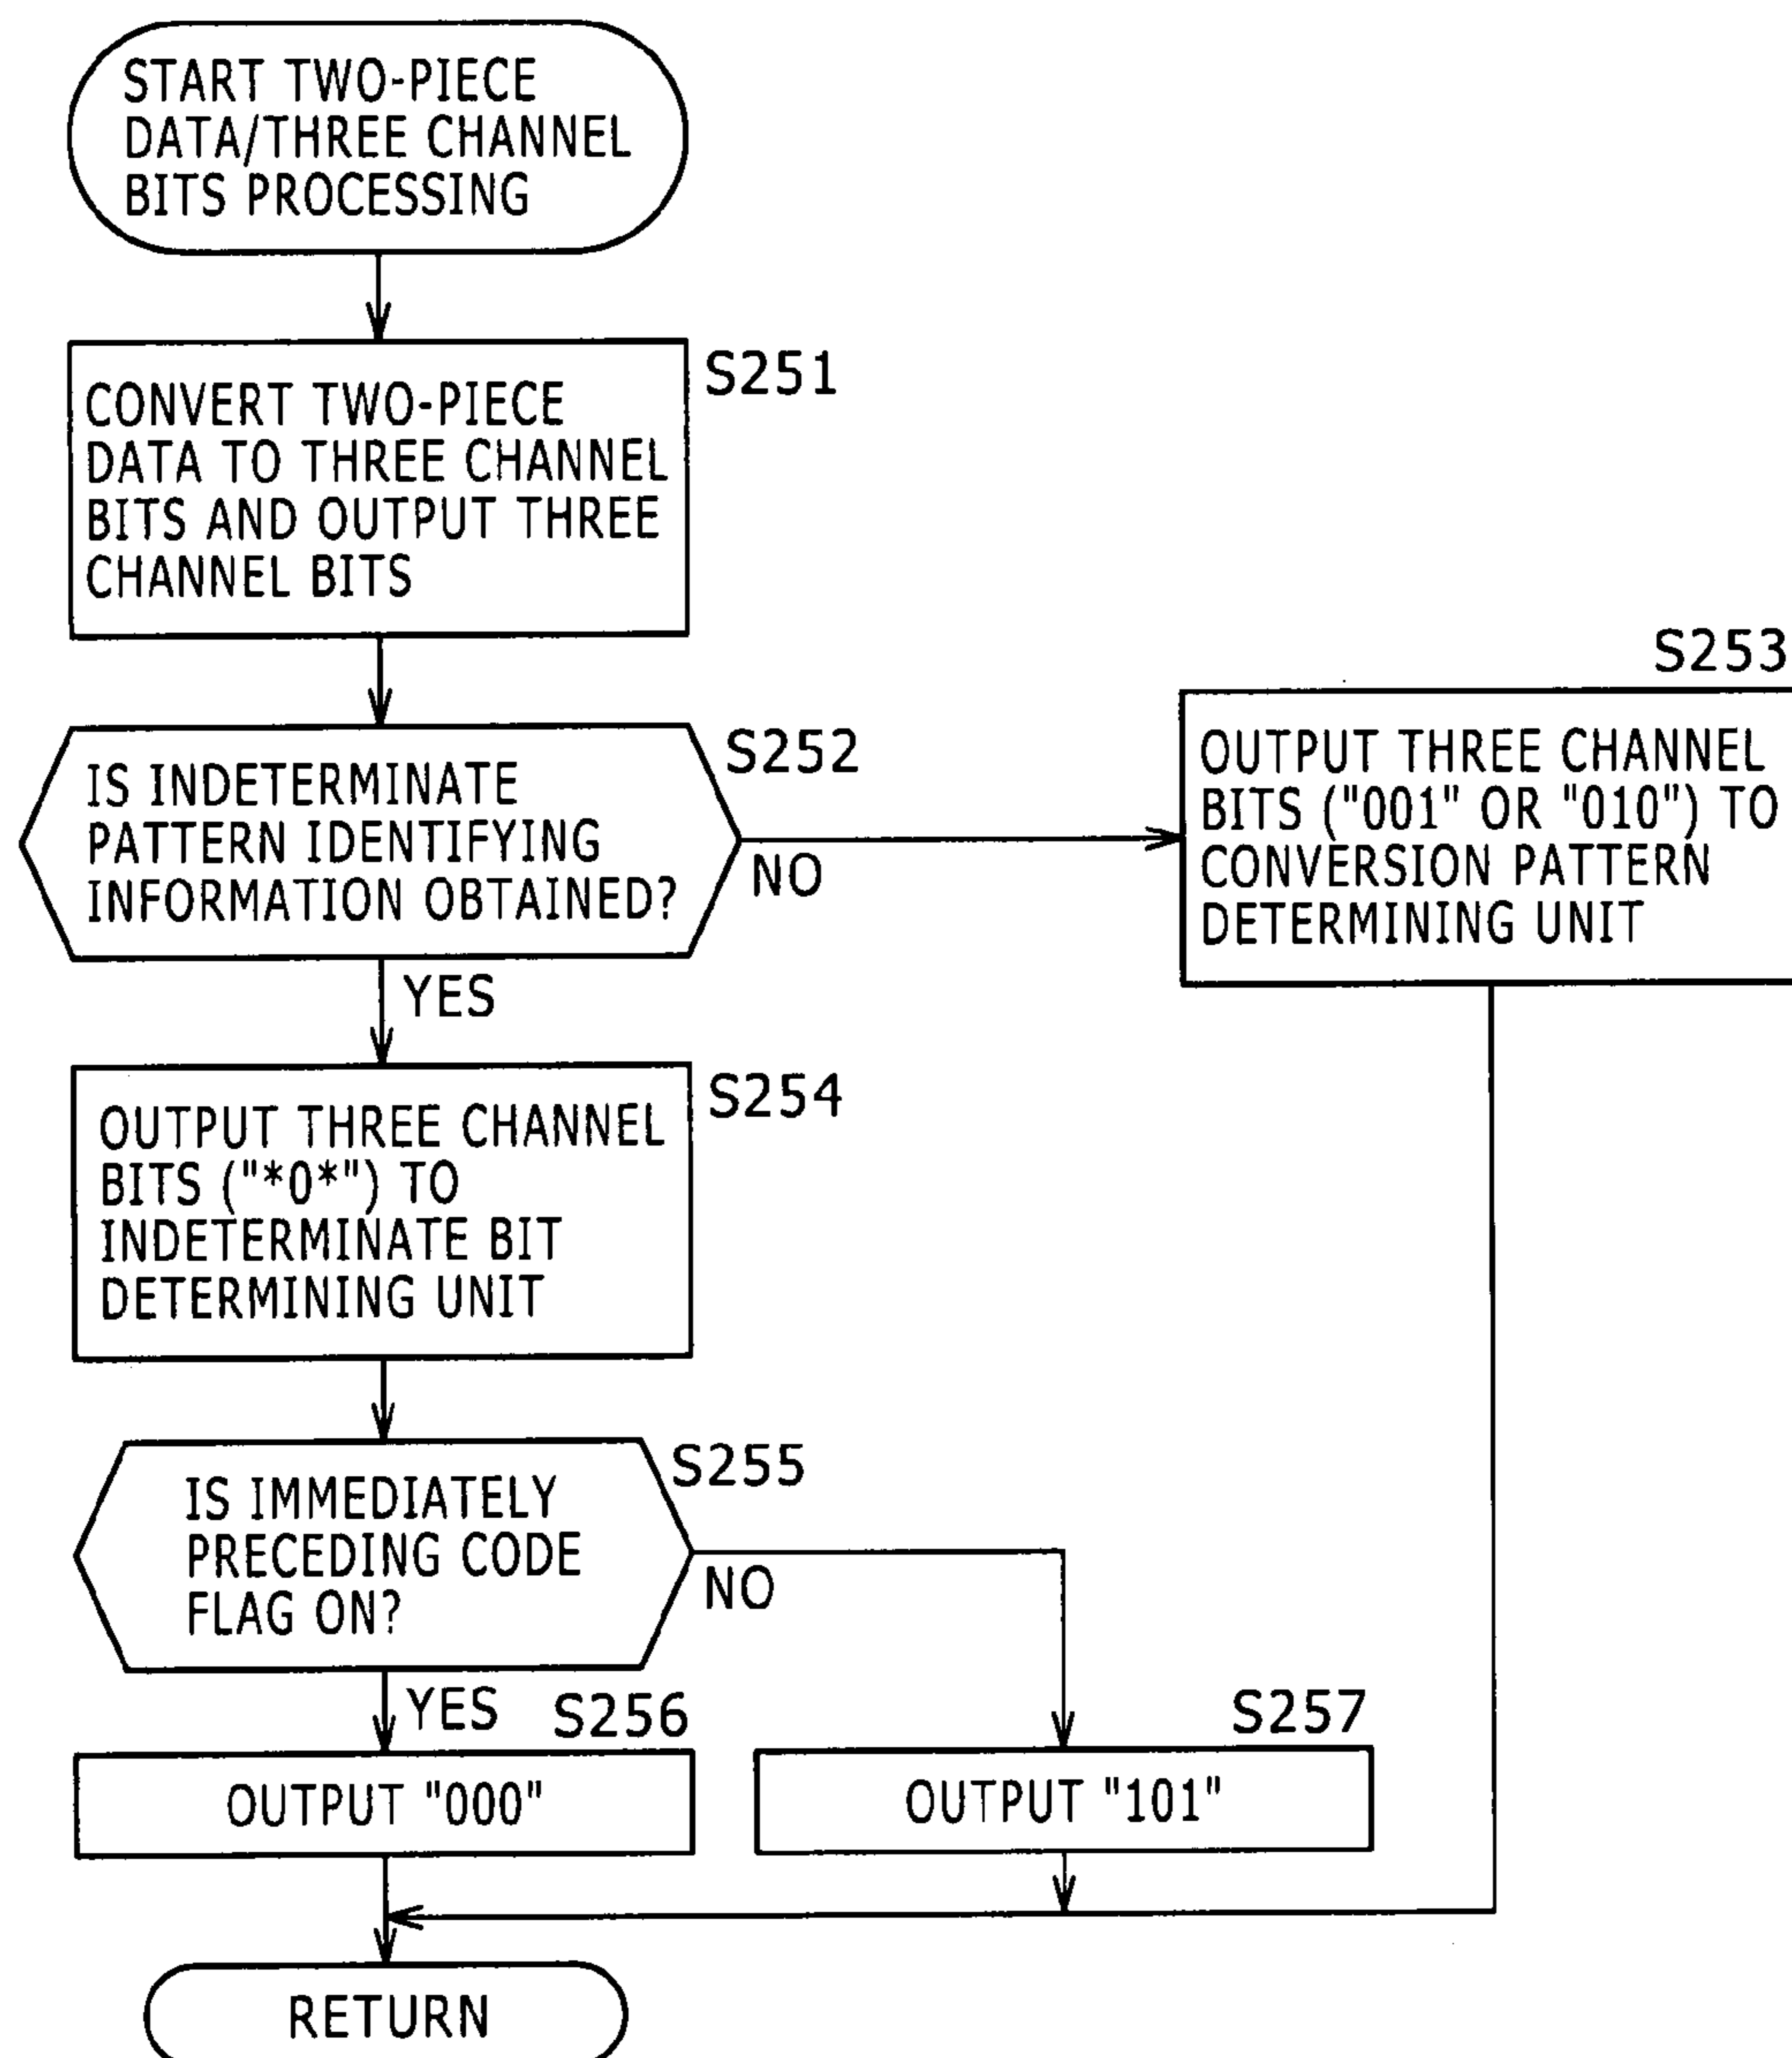 START TWO-PIECE
DATA/THREE CHANNEL
BITS PROCESSING
S251
CONVERT TWO-PIECE
DATA TO THREE CHANNEL
BITS AND OUTPUT THREE
CHANNEL BITS
S252
IS INDETERMINATE
PATTERN IDENTIFYING
INFORMATION OBTAINED?
NO
YES
S253
OUTPUT THREE CHANNEL
BITS ("001" OR "010") TO
CONVERSION PATTERN
DETERMINING UNIT
S254
OUTPUT THREE CHANNEL
BITS ("*0*") TO
INDETERMINATE BIT
DETERMINING UNIT
S255
IS IMMEDIATELY
PRECEDING CODE
FLAG ON?
NO
YES
S256
OUTPUT "000"
S257
OUTPUT "101"
RETURN